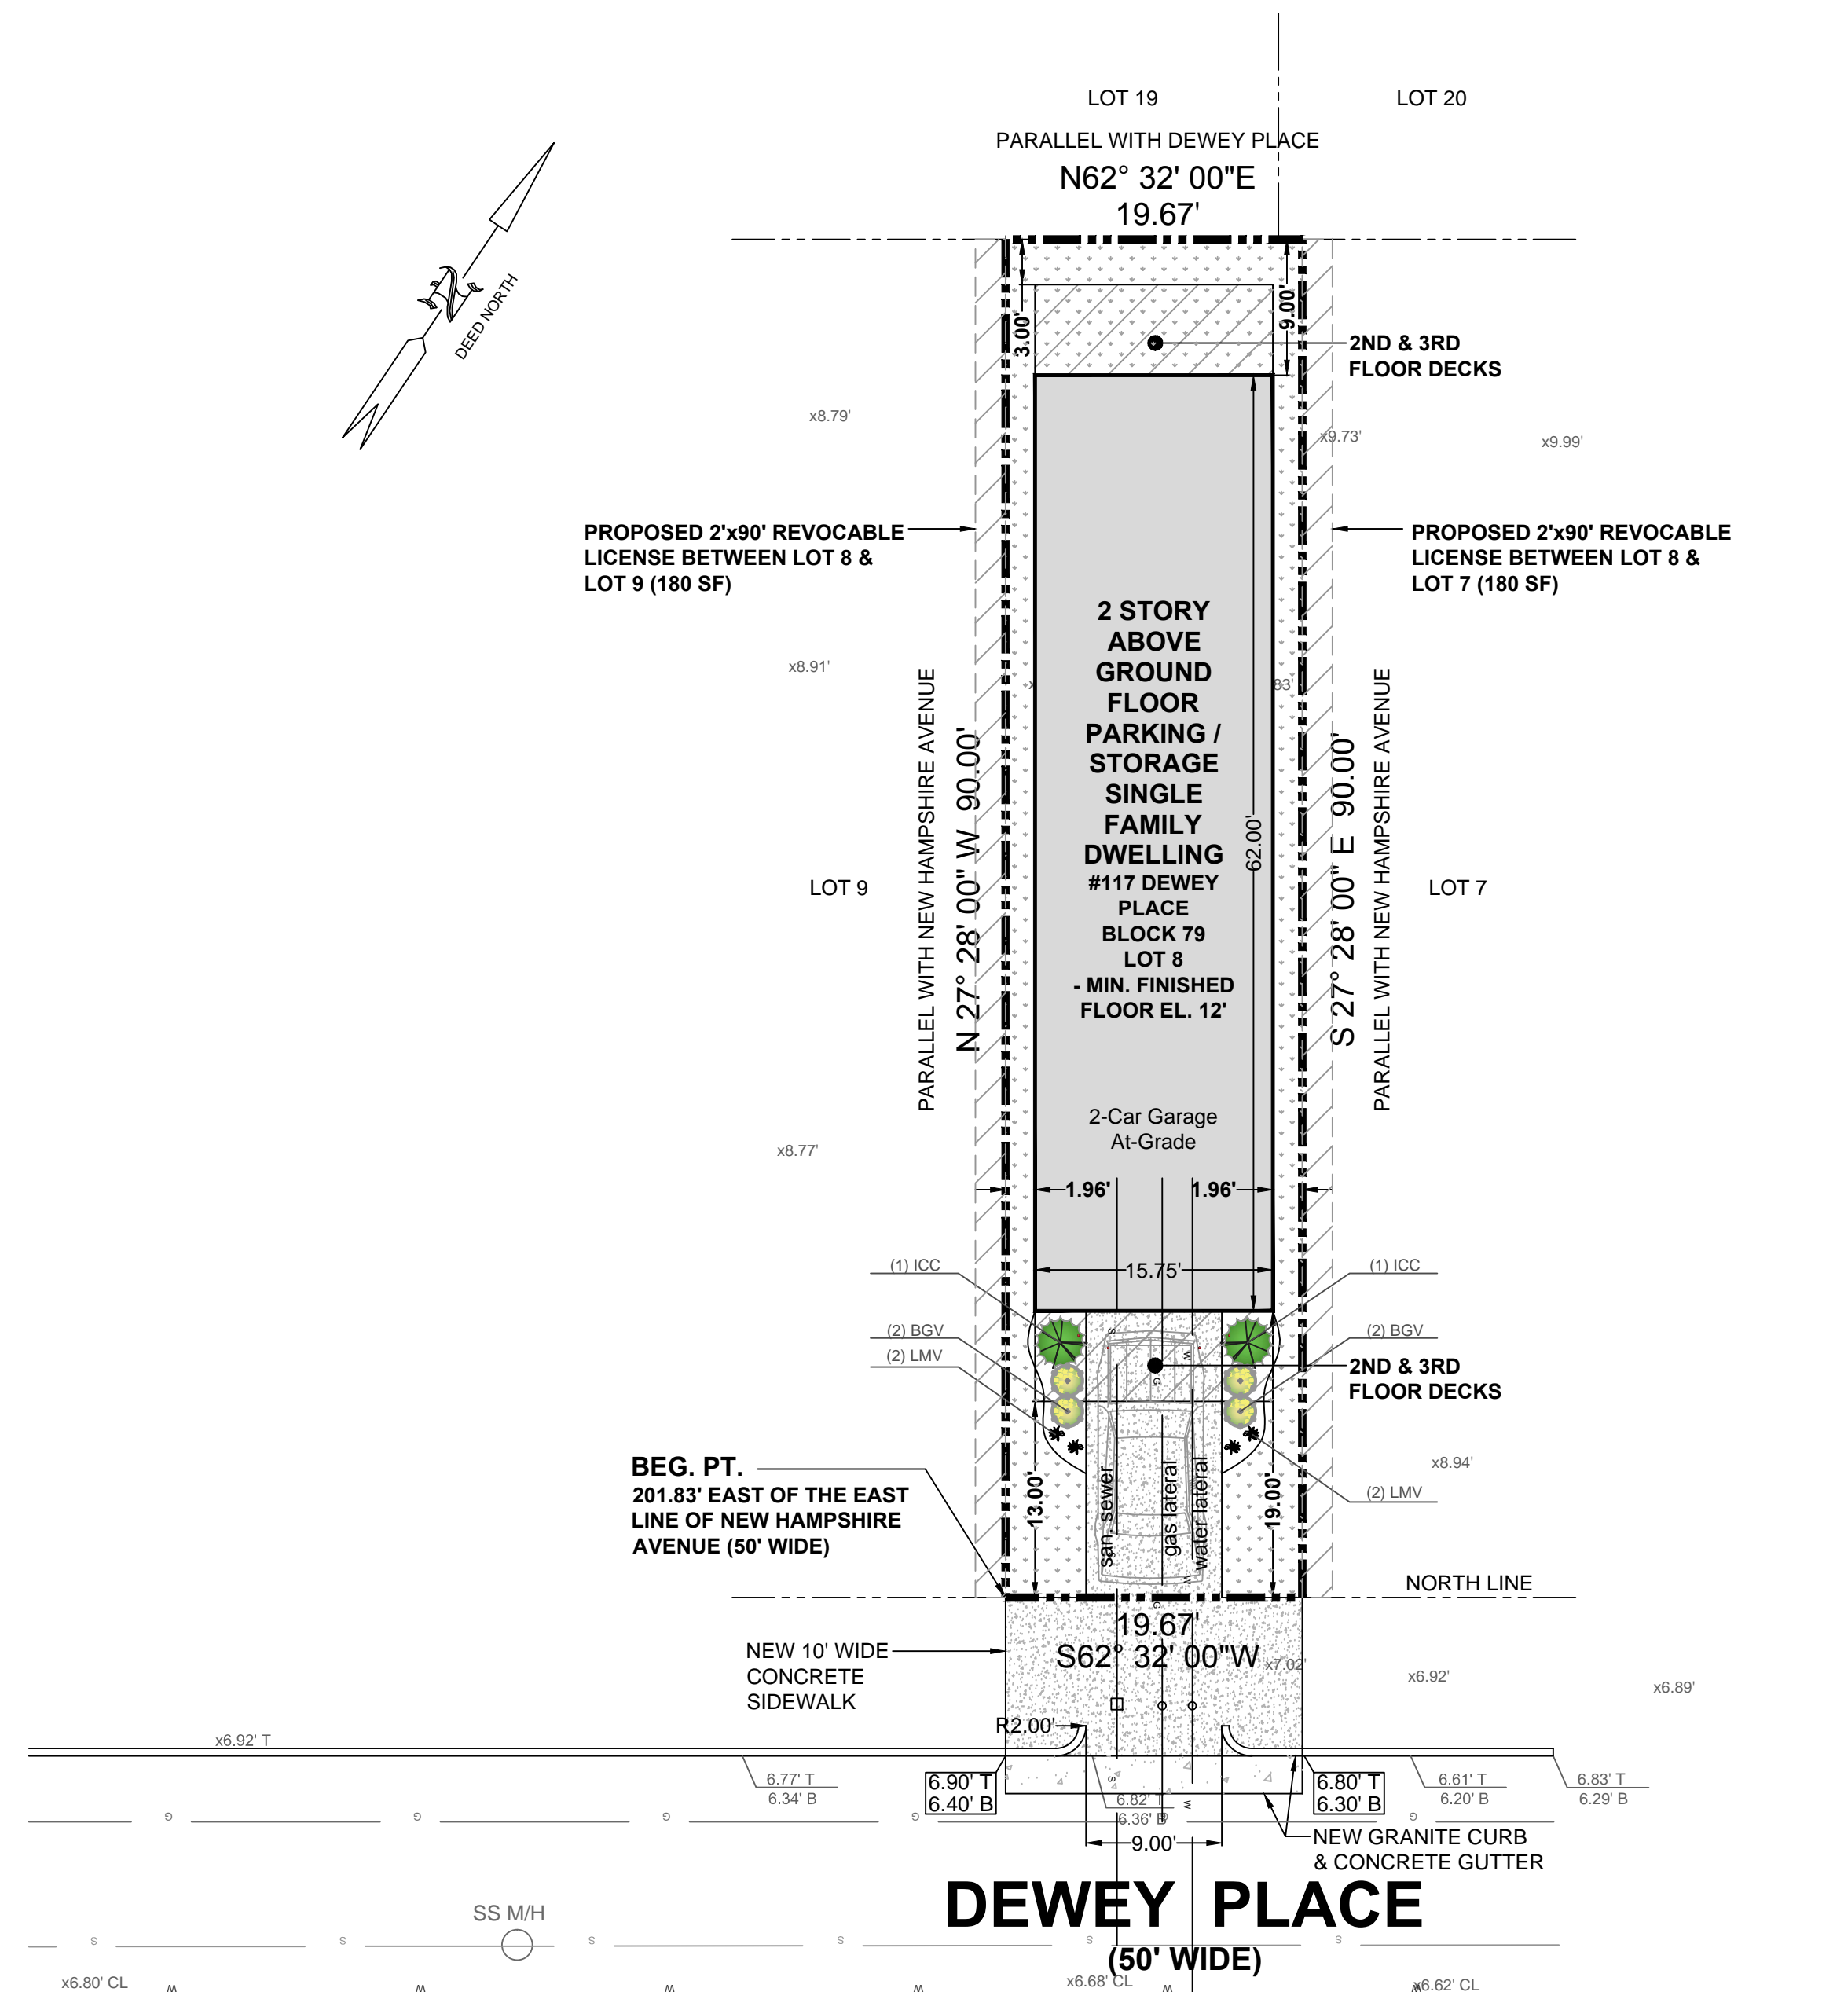 LOT 19
LOT 20
PARALLEL WITH DEWEY PLACE
N62° 32' 00"E
19.67'
N
DEED NORTH
3.00'
9.00'
2ND & 3RD
FLOOR DECKS
x8.79'
x9.73'
x9.99'
PROPOSED 2'x90' REVOCABLE
LICENSE BETWEEN LOT 8 &
LOT 9 (180 SF)
PROPOSED 2'x90' REVOCABLE
LICENSE BETWEEN LOT 8 &
LOT 7 (180 SF)
2 STORY
ABOVE
GROUND
FLOOR
PARKING /
STORAGE
SINGLE
FAMILY
DWELLING
#117 DEWEY
PLACE
BLOCK 79
LOT 8
- MIN. FINISHED
FLOOR EL. 12'
x8.91'
x
83'
PARALLEL WITH NEW HAMPSHIRE AVENUE
N 27° 28' 00" W 90.00'
62.00'
S 27° 28' 00" E 90.00'
PARALLEL WITH NEW HAMPSHIRE AVENUE
LOT 9
LOT 7
2-Car Garage
At-Grade
x8.77'
1.96'
1.96'
15.75'
(1) ICC
(1) ICC
(2) BGV
(2) BGV
(2) LMV
2ND & 3RD
FLOOR DECKS
S
W
G
BEG. PT.
201.83' EAST OF THE EAST
LINE OF NEW HAMPSHIRE
AVENUE (50' WIDE)
x8.94'
(2) LMV
13.00'
san. sewer
gas lateral
water lateral
19.00'
W
G
NORTH LINE
19.67'
S62° 32' 00"W
x7.02'
x6.92'
x6.89'
NEW 10' WIDE
CONCRETE
SIDEWALK
R2.00'
x6.92' T
6.77' T
6.34' B
6.90' T
6.40' B
S
W
6.82' T
6.36' B
6.80' T
6.30' B
6.61' T
6.20' B
6.83' T
6.29' B
G G G G G G
9.00'
NEW GRANITE CURB
& CONCRETE GUTTER
DEWEY PLACE
(50' WIDE)
SS M/H
S S S S S S
x6.80' CL
x6.68' CL
x6.62' CL
W W W W W W